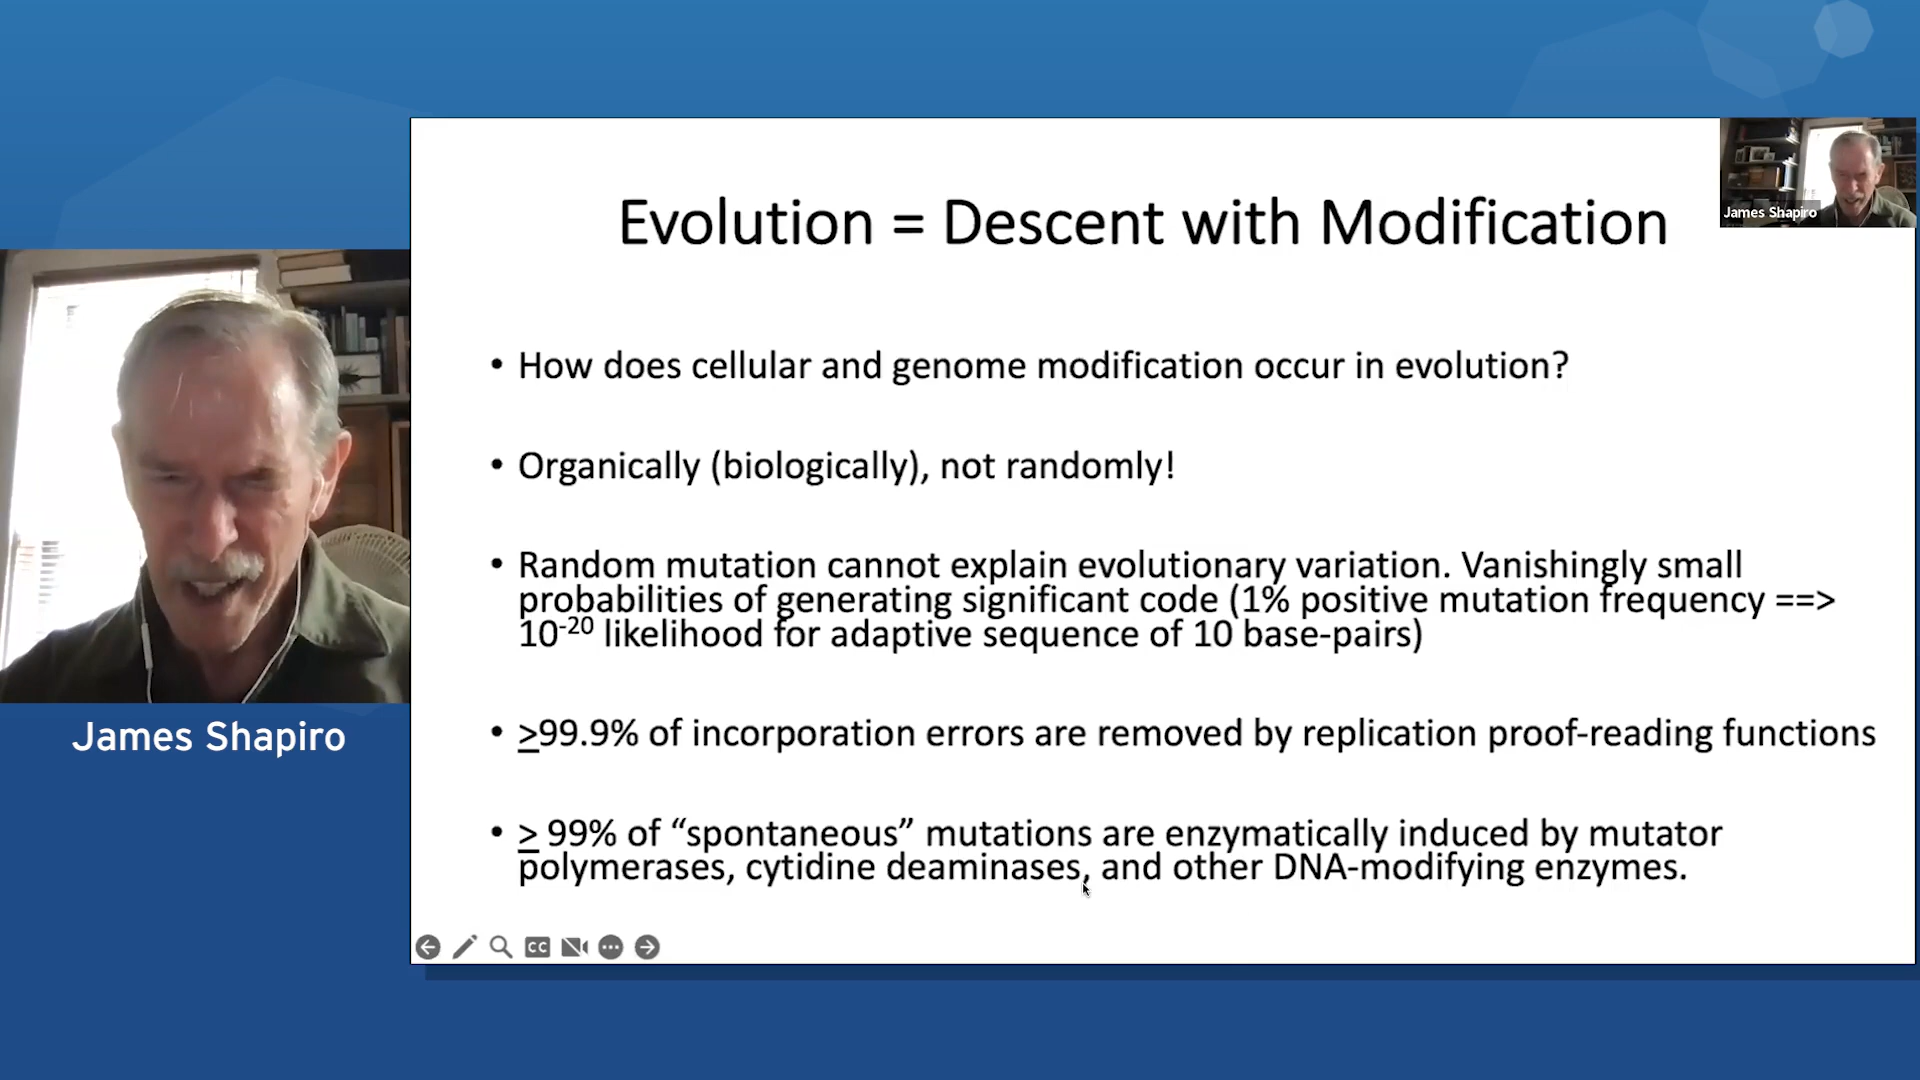 James Shapiro
Evolution = Descent with Modification
• How does cellular and genome modification occur in evolution?
• Organically (biologically), not randomly!
• Random mutation cannot explain evolutionary variation. Vanishingly small
probabilities of generating significant code (1% positive mutation frequency ==>
10⁻²⁰ likelihood for adaptive sequence of 10 base-pairs)
• ≥99.9% of incorporation errors are removed by replication proof-reading functions
• ≥ 99% of “spontaneous” mutations are enzymatically induced by mutator
polymerases, cytidine deaminases, and other DNA-modifying enzymes.
James Shapiro
CC